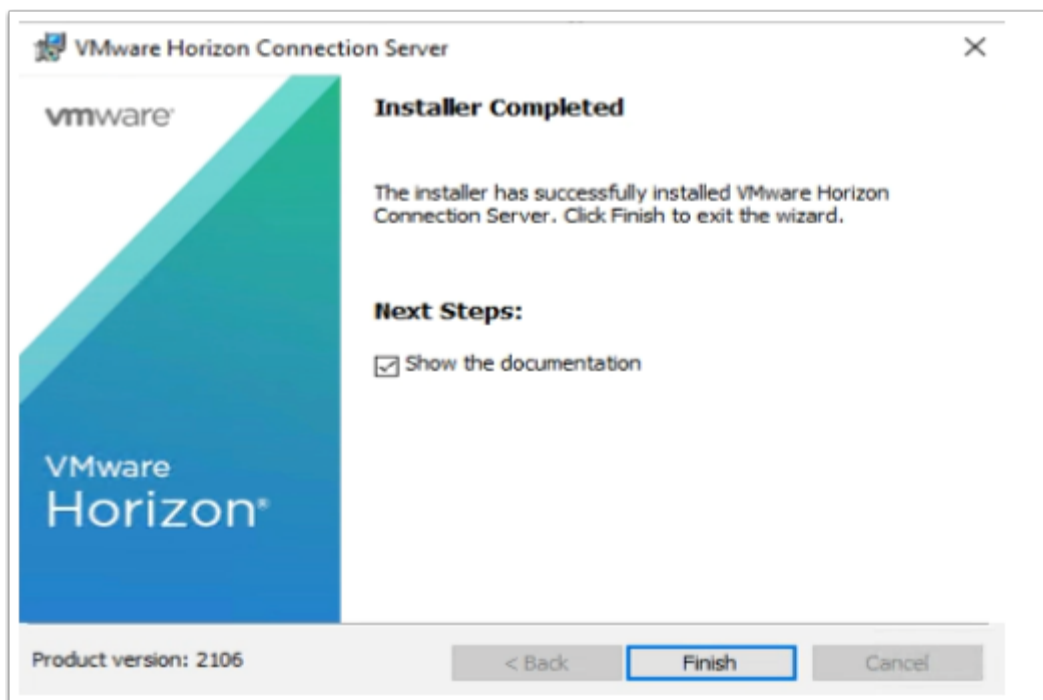 VMware Horizon Connection Server
vmware
Installer Completed
The installer has successfully installed VMware Horizon
Connection Server. Click Finish to exit the wizard.
Next Steps:
Show the documentation
VMware
Horizon®
Product version: 2106
< Back
Finish
Cancel